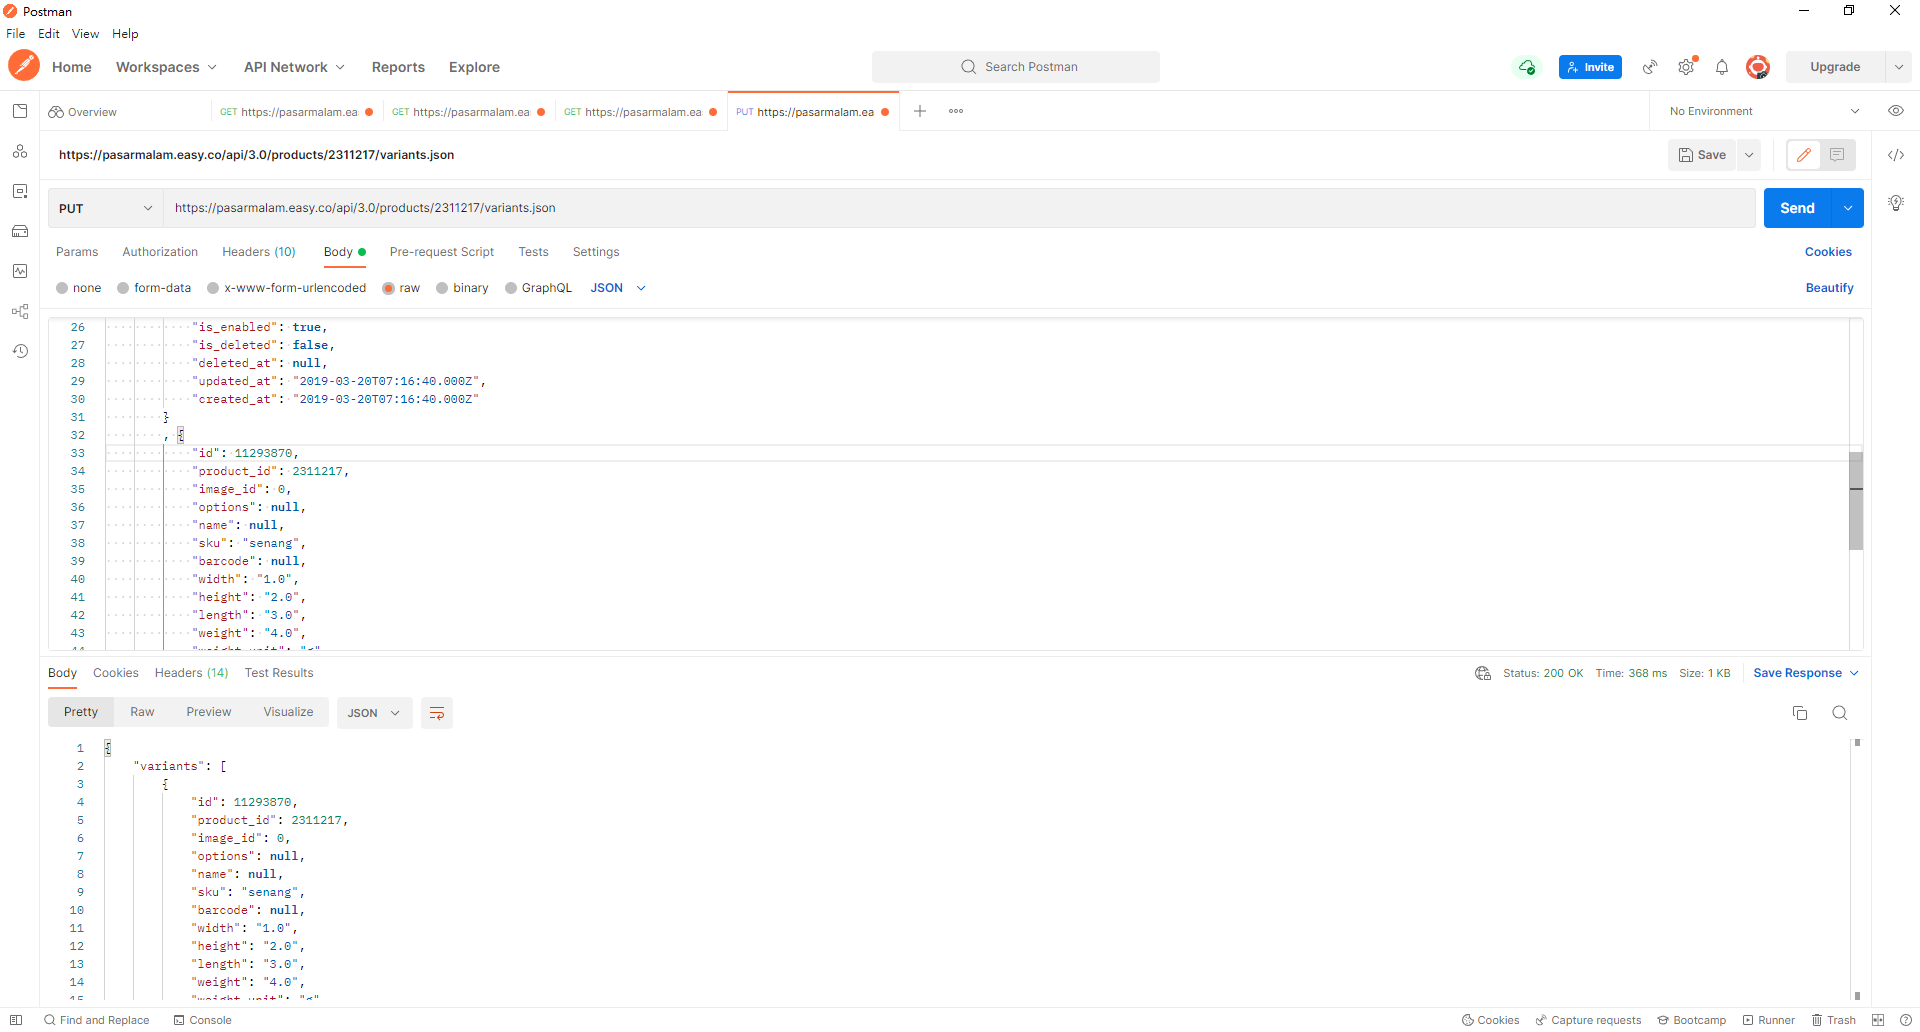 Postman
File Edit View Help
Home Workspaces API Network Reports Explore Search Postman Invite Upgrade
Overview GET https://pasarmalam.ea GET https://pasarmalam.ea GET https://pasarmalam.ea PUT https://pasarmalam.ea No Environment
https://pasarmalam.easy.co/api/3.0/products/2311217/variants.json Save
PUT https://pasarmalam.easy.co/api/3.0/products/2311217/variants.json Send
Params Authorization Headers (10) Body Pre-request Script Tests Settings Cookies
none form-data x-www-form-urlencoded raw binary GraphQL JSON Beautify
26 "is_enabled": true,
27 "is_deleted": false,
28 "deleted_at": null,
29 "updated_at": "2019-03-20T07:16:40.000Z",
30 "created_at": "2019-03-20T07:16:40.000Z"
31 }
32 , {
33 "id": 11293870,
34 "product_id": 2311217,
35 "image_id": 0,
36 "options": null,
37 "name": null,
38 "sku": "senang",
39 "barcode": null,
40 "width": "1.0",
41 "height": "2.0",
42 "length": "3.0",
43 "weight": "4.0",
44 "weight_unit": "g"
Body Cookies Headers (14) Test Results Status: 200 OK Time: 368 ms Size: 1 KB Save Response
Pretty Raw Preview Visualize JSON
1 {
2 "variants": [
3 {
4 "id": 11293870,
5 "product_id": 2311217,
6 "image_id": 0,
7 "options": null,
8 "name": null,
9 "sku": "senang",
10 "barcode": null,
11 "width": "1.0",
12 "height": "2.0",
13 "length": "3.0",
14 "weight": "4.0",
15 "weight_unit": "g"
Find and Replace Console Cookies Capture requests Bootcamp Runner Trash